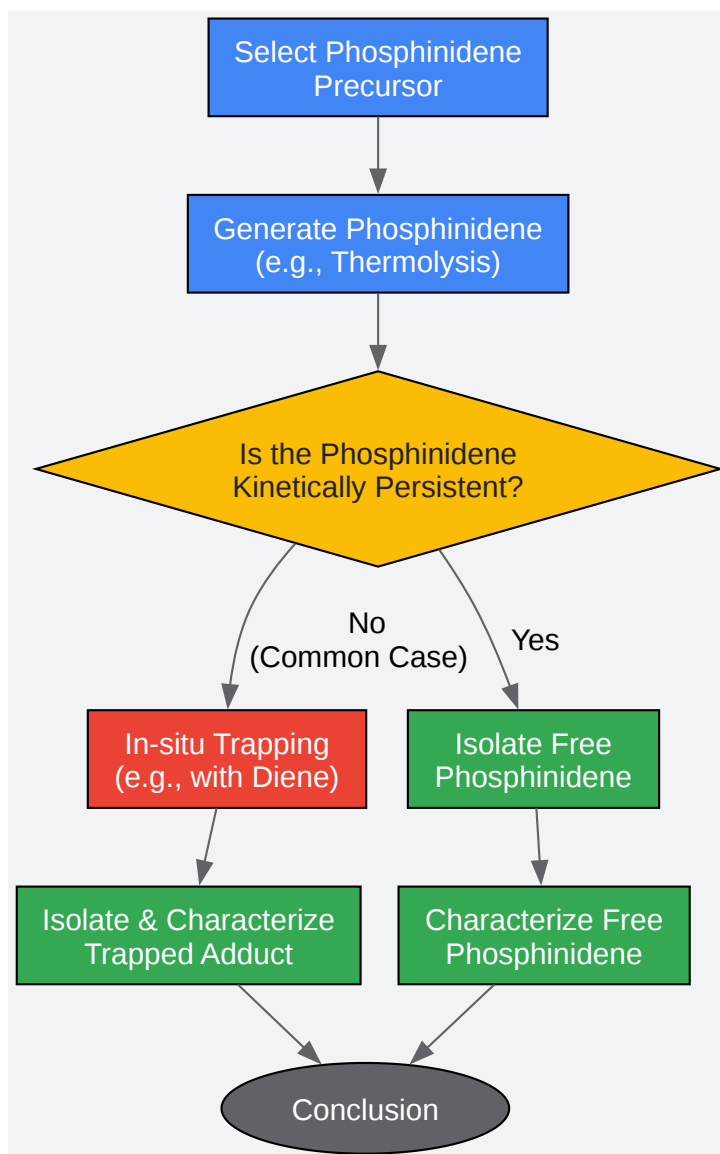 Select Phosphinidene
Precursor
Generate Phosphinidene
(e.g., Thermolysis)
Is the Phosphinidene
Kinetically Persistent?
No
(Common Case)
Yes
In-situ Trapping
(e.g., with Diene)
Isolate Free
Phosphinidene
Isolate & Characterize
Trapped Adduct
Characterize Free
Phosphinidene
Conclusion